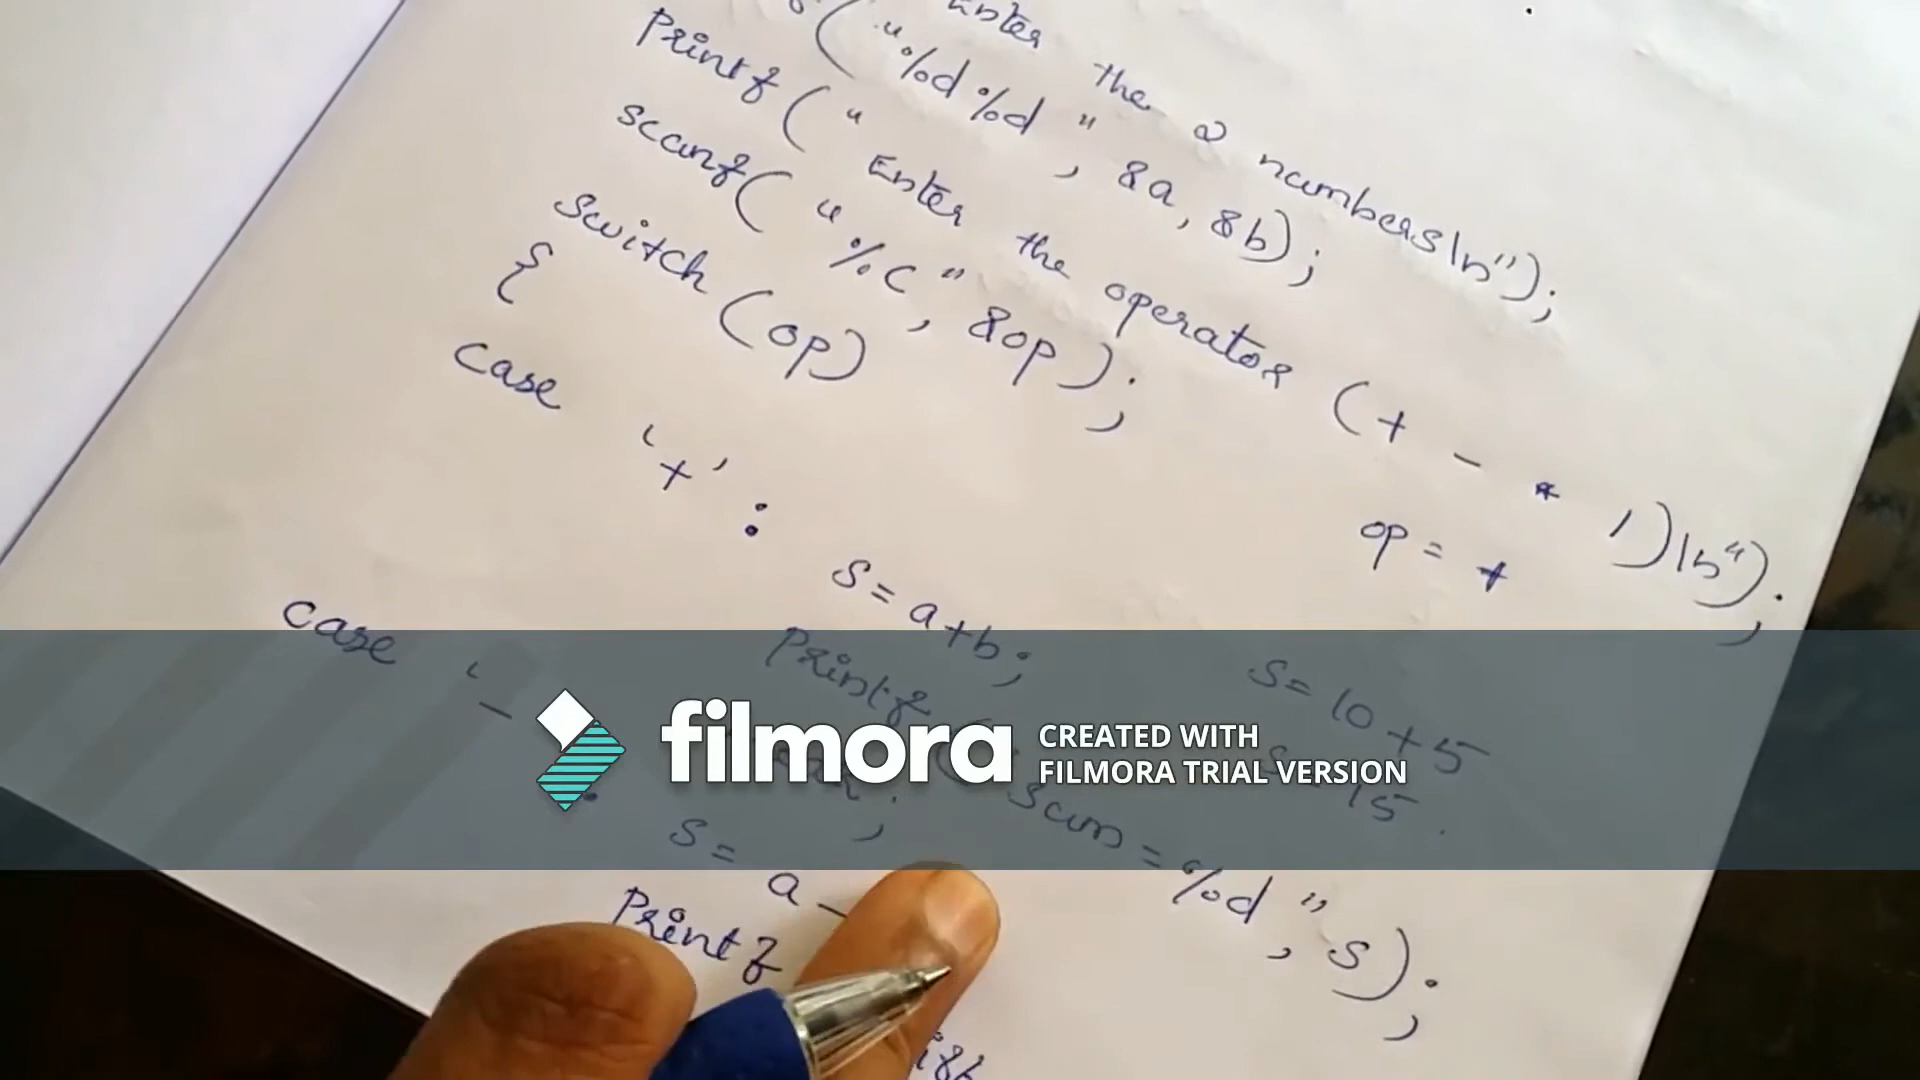 Enter the 2 numbers\n");
("%d%d", &a, &b);
printf("Enter the operator (+ - * /)\n");
scanf("%c", &op);
switch (op)
{
op = +
case '+' :
s = a+b;
s = 10+5
printf(" sum = %d", s);
15.
case '-
s = a -
printf
filmora
CREATED WITH
FILMORA TRIAL VERSION